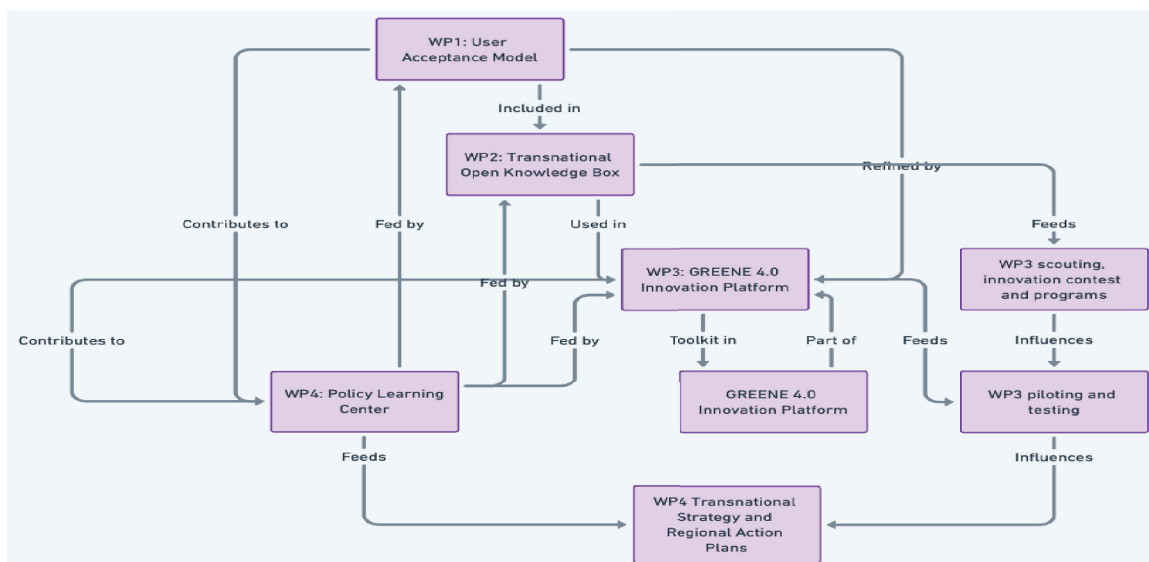 WP1: User
Acceptance Model
Included in
WP2: Transnational
Open Knowledge Box
Refined by
Contributes to
Fed by
Used in
Feeds
WP3: GREENE 4.0
Innovation Platform
WP3 scouting,
innovation contest
and programs
Fed by
Contributes to
Fed by
Toolkit in
Part of
Feeds
Influences
WP4: Policy Learning
Center
GREENE 4.0
Innovation Platform
WP3 piloting and
testing
Feeds
Influences
WP4 Transnational
Strategy and
Regional Action
Plans